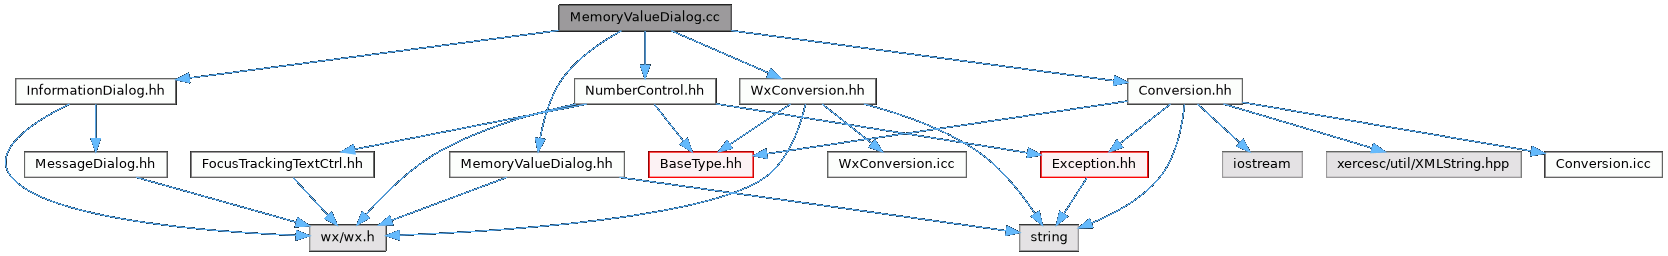 MemoryValueDialog.cc
InformationDialog.hh
NumberControl.hh
WxConversion.hh
Conversion.hh
MessageDialog.hh
FocusTrackingTextCtrl.hh
MemoryValueDialog.hh
BaseType.hh
WxConversion.icc
Exception.hh
iostream
xercesc/util/XMLString.hpp
Conversion.icc
wx/wx.h
string